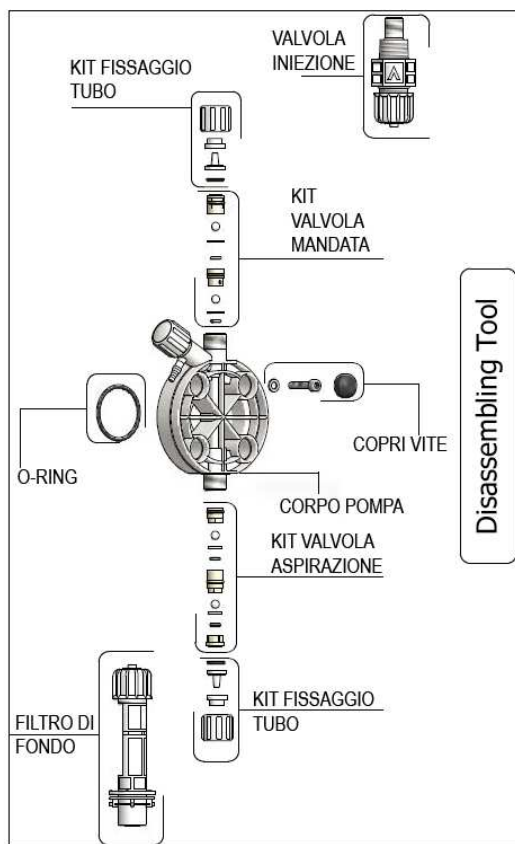 VALVOLA
INIEZIONE
KIT FISSAGGIO
TUBO
KIT
VALVOLA
MANDATA
Disassembling Tool
COPRI VITE
O-RING
CORPO POMPA
KIT VALVOLA
ASPIRAZIONE
KIT FISSAGGIO
TUBO
FILTRO DI
FONDO